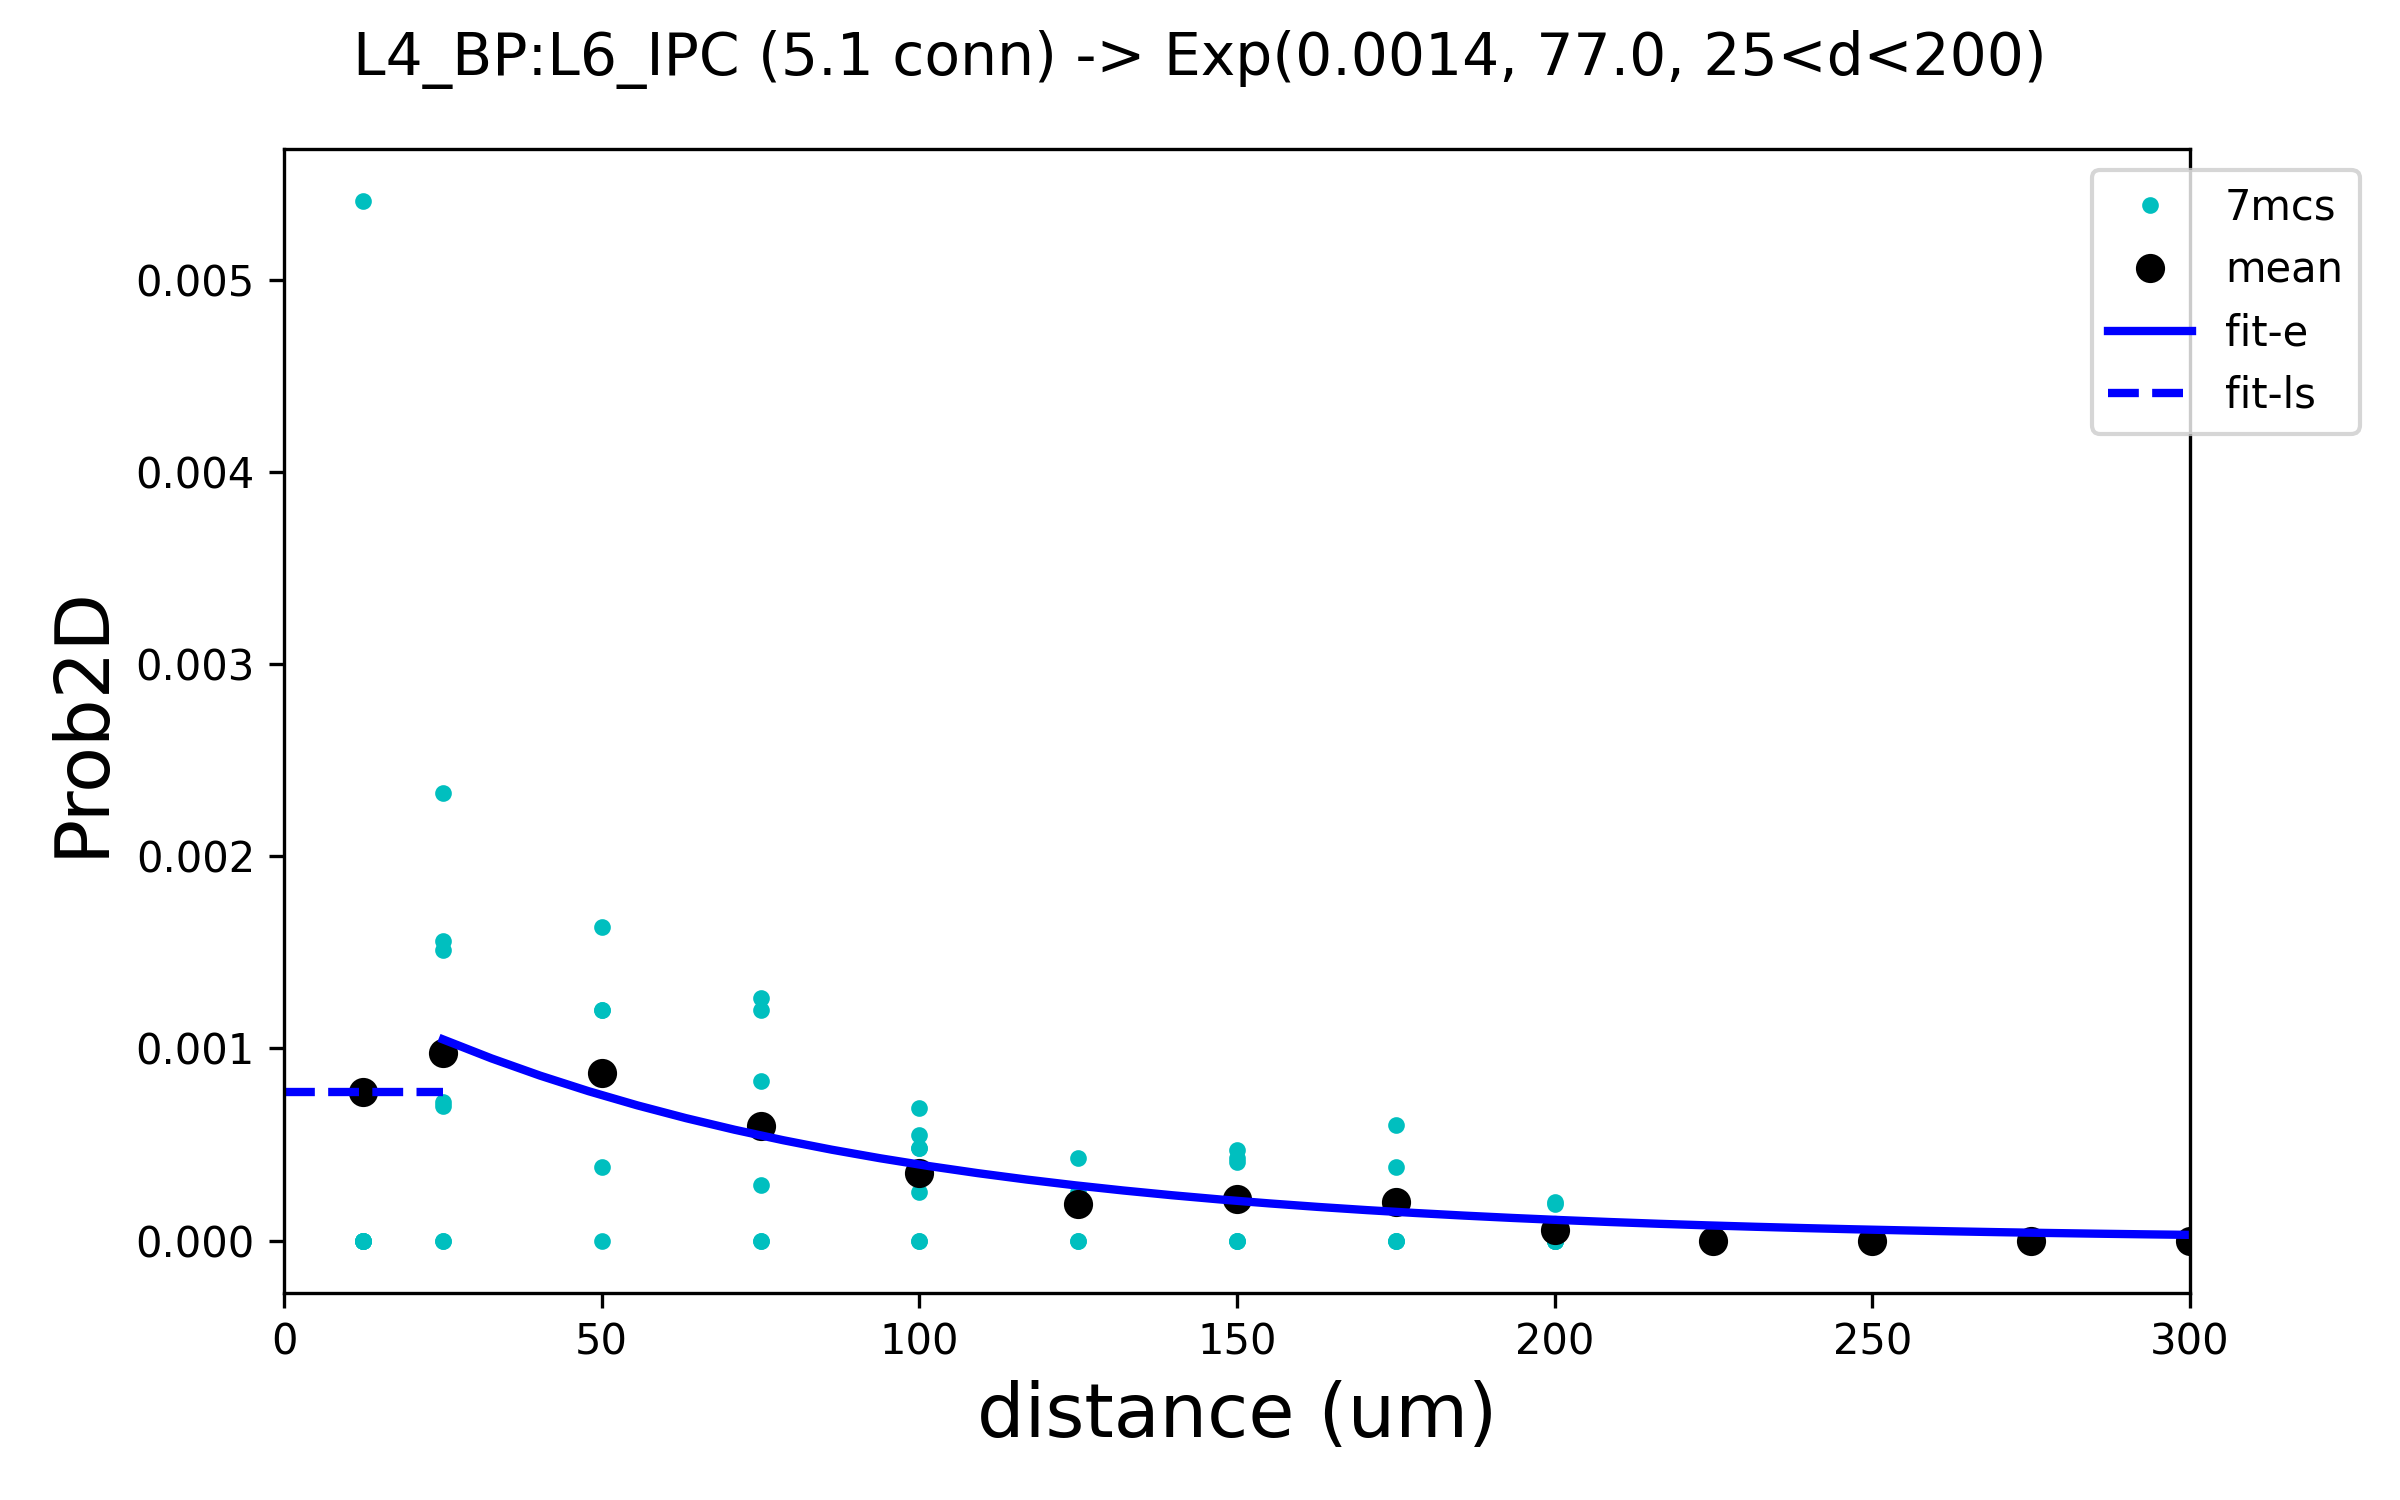 L4_BP:L6_IPC (5.1 conn) -> Exp(0.0014, 77.0, 25<d<200)
7mcs
mean
fit-e
fit-ls
0.005
0.004
0.003
0.002
0.001
0.000
Prob2D
0 50 100 150 200 250 300
distance (um)